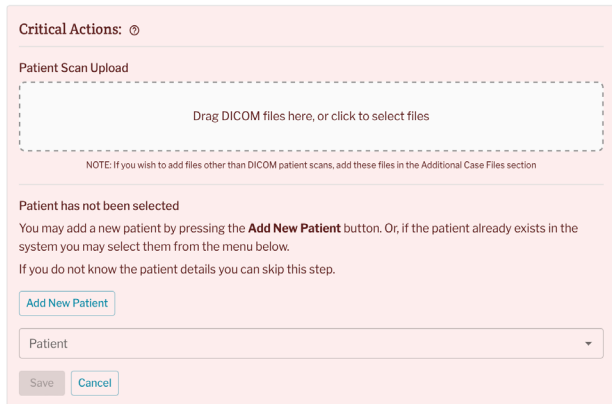 Critical Actions:
Patient Scan Upload
Drag DICOM files here, or click to select files
NOTE: If you wish to add files other than DICOM patient scans, add these files in the Additional Case Files section
Patient has not been selected
You may add a new patient by pressing the Add New Patient button. Or, if the patient already exists in the
system you may select them from the menu below.
If you do not know the patient details you can skip this step.
Add New Patient
Patient
Save Cancel